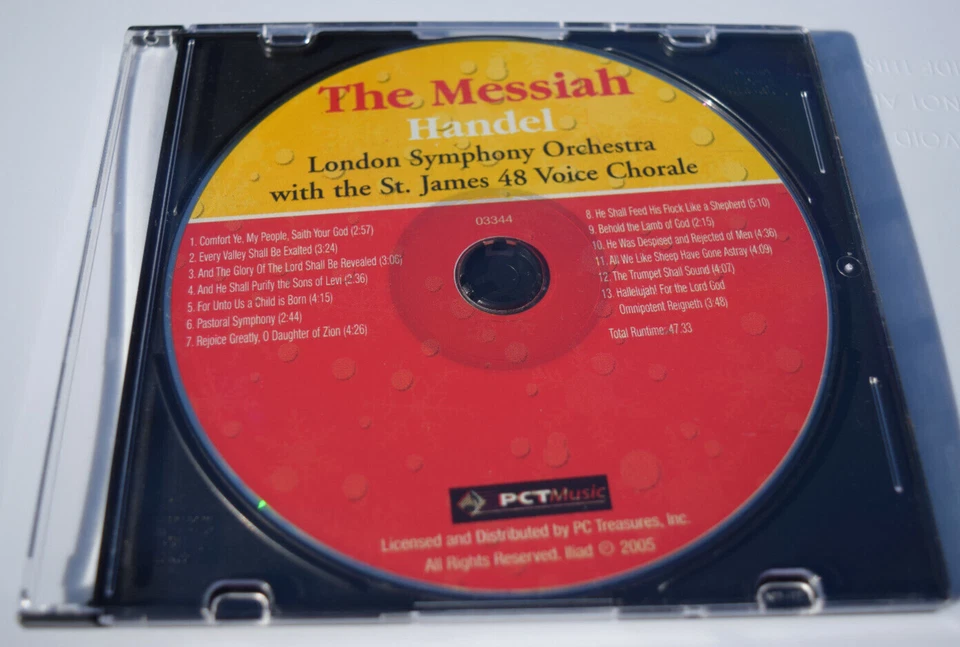 The Messiah
Handel
London Symphony Orchestra
with the St. James 48 Voice Chorale
03344
1. Comfort Ye, My People, Saith Your God (2:57)
2. Every Valley Shall Be Exalted (3:24)
3. And The Glory Of The Lord Shall Be Revealed (3:06)
4. And He Shall Purify the Sons of Levi (2:36)
5. For Unto Us a Child is Born (4:15)
6. Pastoral Symphony (2:44)
7. Rejoice Greatly, O Daughter of Zion (4:26)
8. He Shall Feed His Flock Like a Shepherd (5:10)
9. Behold the Lamb of God (2:15)
10. He Was Despised and Rejected of Men (4:36)
11. All We Like Sheep Have Gone Astray (4:09)
12. The Trumpet Shall Sound (4:07)
13. Hallelujah! For the Lord God
Omnipotent Reigneth (3:48)
Total Runtime: 47.33
PCTMusic
Licensed and Distributed by PC Treasures, Inc.
All Rights Reserved. Iliad ℗ 2005